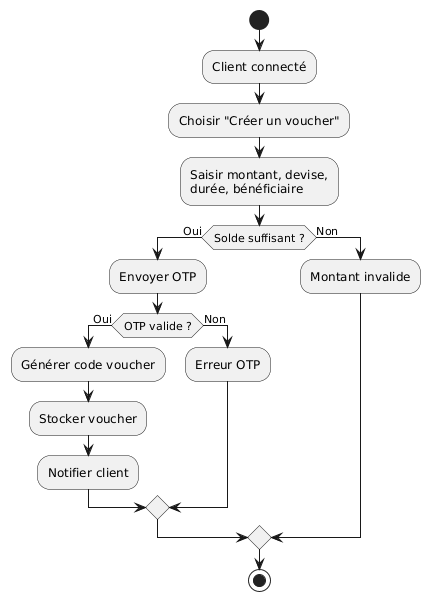 Client connecté
Choisir "Créer un voucher"
Saisir montant, devise,
durée, bénéficiaire
Oui
Solde suffisant ?
Non
Envoyer OTP
Montant invalide
Oui
OTP valide ?
Non
Générer code voucher
Erreur OTP
Stocker voucher
Notifier client